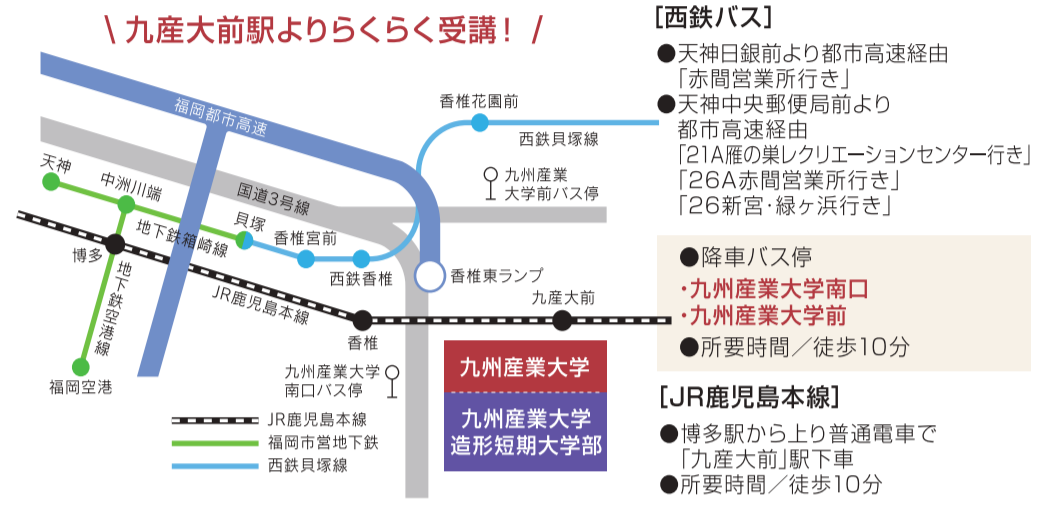 \ 九産大前駅よりらくらく受講! /
福岡都市高速
香椎花園前
西鉄貝塚線
九州産業
大学前バス停
天神
中洲川端
国道3号線
貝塚
地下鉄箱崎線
香椎宮前
博多
西鉄香椎
香椎東ランプ
地下鉄空港線
JR鹿児島本線
九産大前
香椎
福岡空港
九州産業大学
南口バス停
九州産業大学
九州産業大学
造形短期大学部
JR鹿児島本線
福岡市営地下鉄
西鉄貝塚線
[西鉄バス]
●天神日銀前より都市高速経由
「赤間営業所行き」
●天神中央郵便局前より
都市高速経由
「21A雁の巣レクリエーションセンター行き」
「26A赤間営業所行き」
「26新宮·緑ヶ浜行き」
●降車バス停
·九州産業大学南口
·九州産業大学前
●所要時間/徒歩10分
[JR鹿児島本線]
●博多駅から上り普通電車で
「九産大前」駅下車
●所要時間/徒歩10分